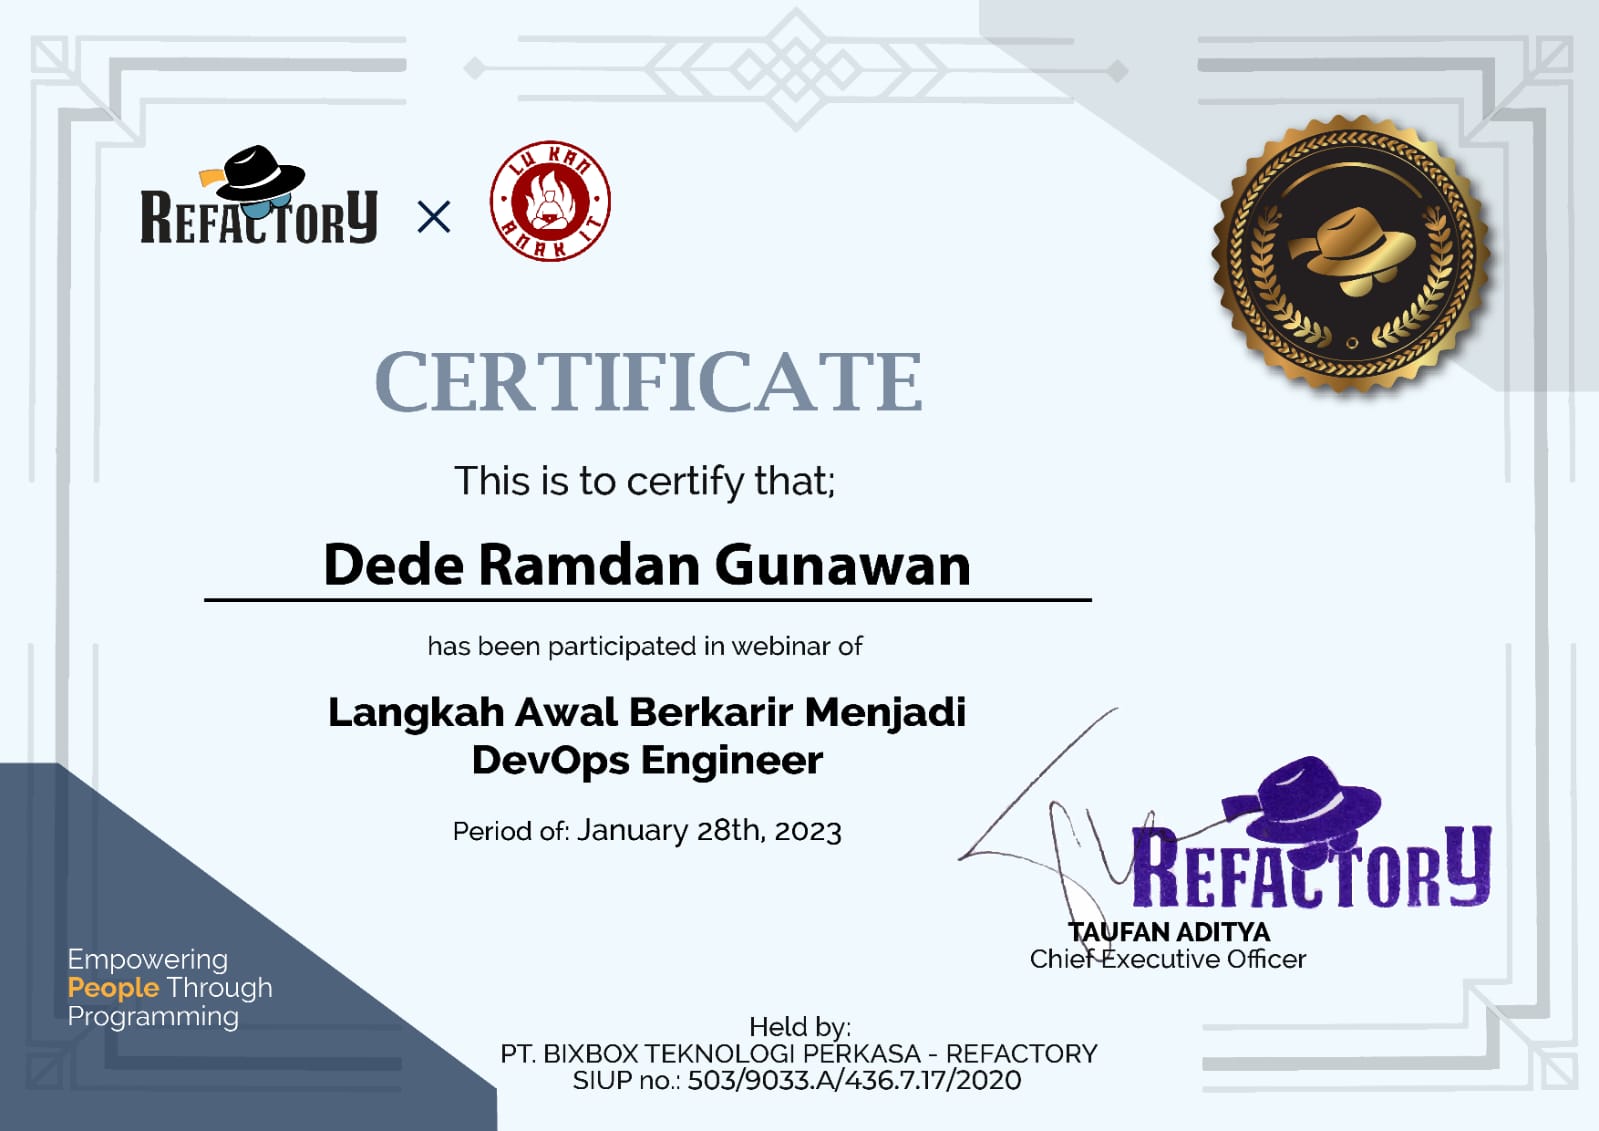 REFACTORY
LU KAN ANAK IT
CERTIFICATE
This is to certify that;
Dede Ramdan Gunawan
has been participated in webinar of
Langkah Awal Berkarir Menjadi
DevOps Engineer
Period of: January 28th, 2023
REFACTORY
TAUFAN ADITYA
Chief Executive Officer
Empowering
People Through
Programming
Held by:
PT. BIXBOX TEKNOLOGI PERKASA - REFACTORY
SIUP no.: 503/9033.A/436.7.17/2020